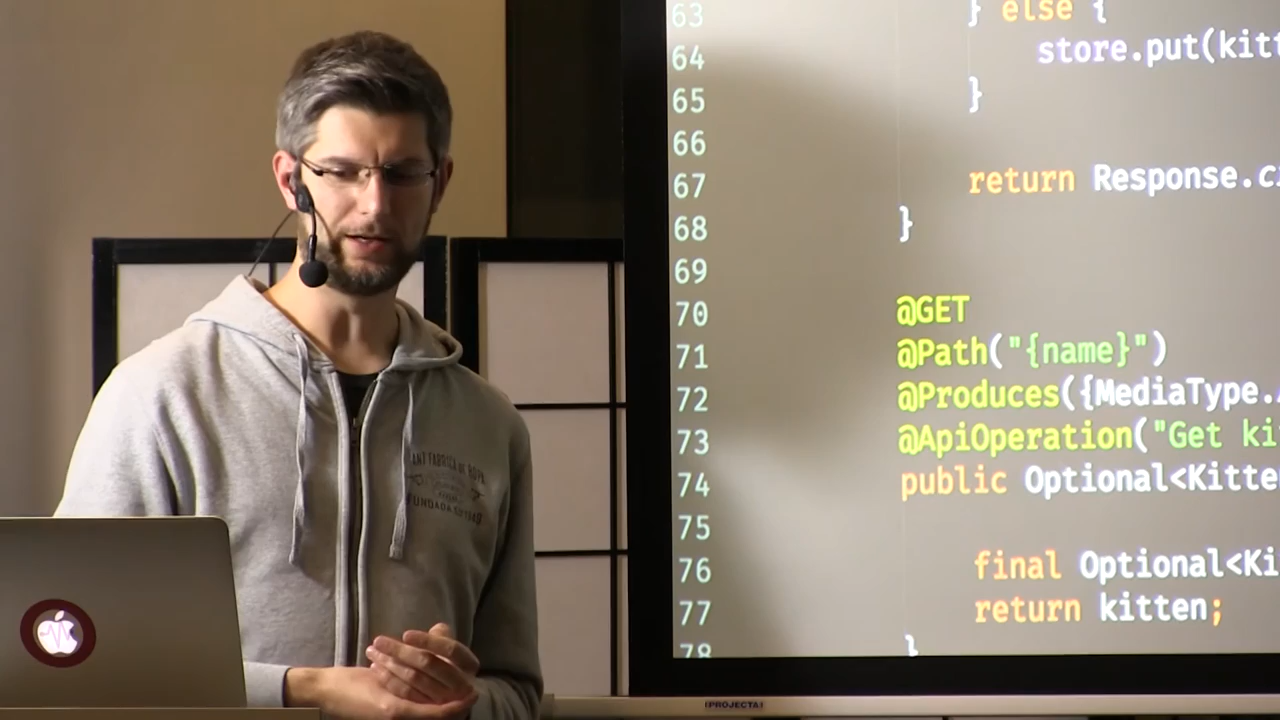 63 } else {
64 store.put(kitt
65 }
66
67 return Response.c
68 }
69
70 @GET
71 @Path("{name}")
72 @Produces({MediaType.
73 @ApiOperation("Get ki
74 public Optional<Kitte
75
76 final Optional<Ki
77 return kitten;
78 }
PROJECTA